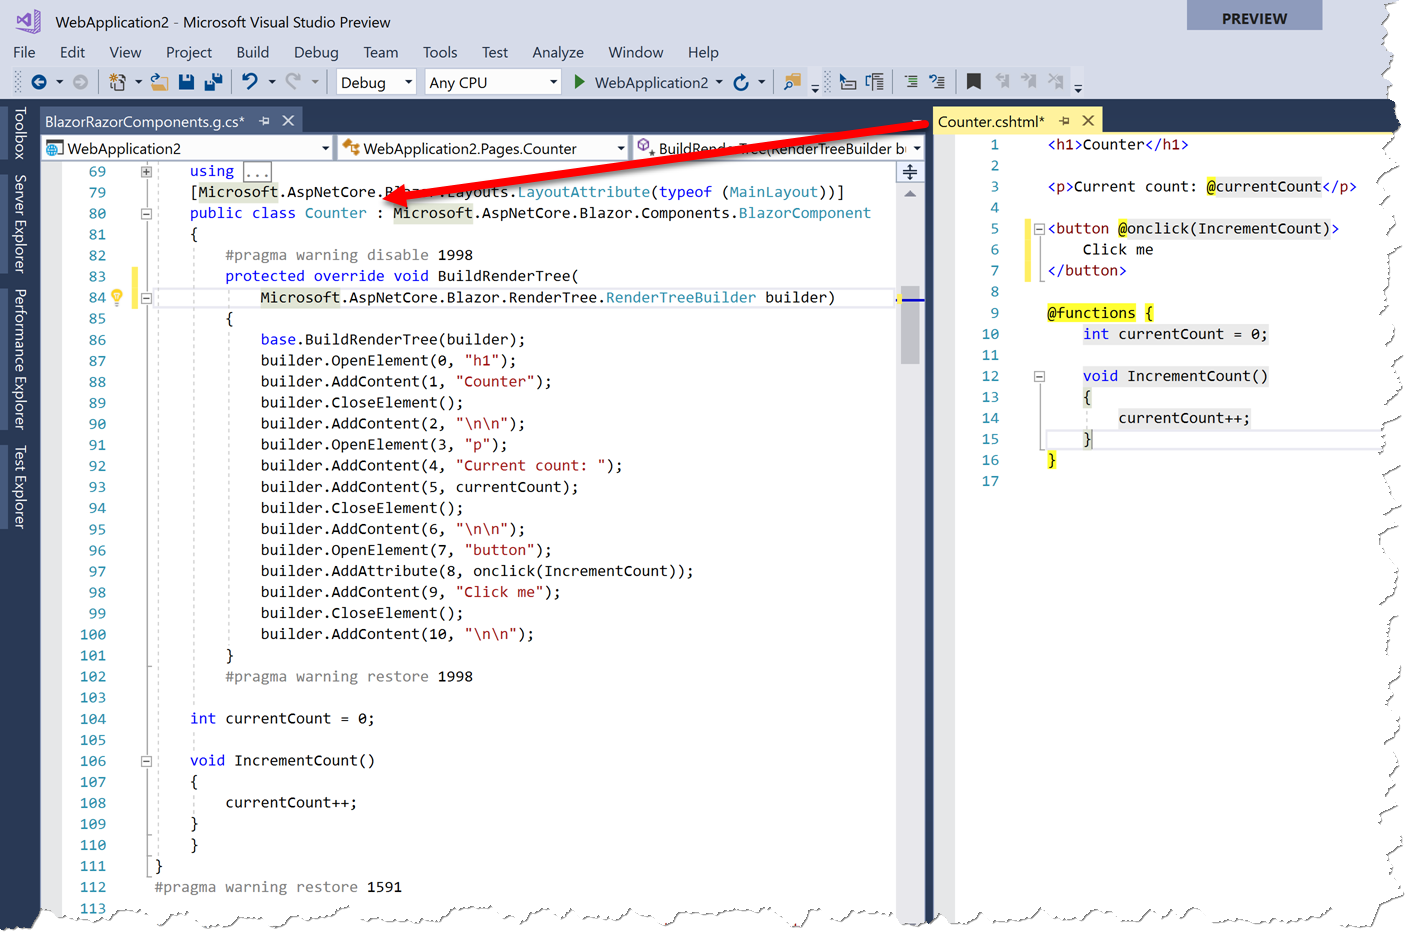 WebApplication2 - Microsoft Visual Studio Preview
PREVIEW
File Edit View Project Build Debug Team Tools Test Analyze Window Help
Debug Any CPU WebApplication2
Toolbox
Server Explorer
Performance Explorer
Test Explorer
BlazorRazorComponents.g.cs*
WebApplication2 WebApplication2.Pages.Counter BuildRenderTree(RenderTreeBuilder b
69 using ...
79 [Microsoft.AspNetCore.Blazor.Layouts.LayoutAttribute(typeof (MainLayout))]
80 public class Counter : Microsoft.AspNetCore.Blazor.Components.BlazorComponent
81 {
82 #pragma warning disable 1998
83 protected override void BuildRenderTree(
84 Microsoft.AspNetCore.Blazor.RenderTree.RenderTreeBuilder builder)
85 {
86 base.BuildRenderTree(builder);
87 builder.OpenElement(0, "h1");
88 builder.AddContent(1, "Counter");
89 builder.CloseElement();
90 builder.AddContent(2, "\n\n");
91 builder.OpenElement(3, "p");
92 builder.AddContent(4, "Current count: ");
93 builder.AddContent(5, currentCount);
94 builder.CloseElement();
95 builder.AddContent(6, "\n\n");
96 builder.OpenElement(7, "button");
97 builder.AddAttribute(8, onclick(IncrementCount));
98 builder.AddContent(9, "Click me");
99 builder.CloseElement();
100 builder.AddContent(10, "\n\n");
101 }
102 #pragma warning restore 1998
103
104 int currentCount = 0;
105
106 void IncrementCount()
107 {
108 currentCount++;
109 }
110 }
111 }
112 #pragma warning restore 1591
113
Counter.cshtml*
1 <h1>Counter</h1>
2
3 <p>Current count: @currentCount</p>
4
5 <button @onclick(IncrementCount)>
6 Click me
7 </button>
8
9 @functions {
10 int currentCount = 0;
11
12 void IncrementCount()
13 {
14 currentCount++;
15 }
16 }
17